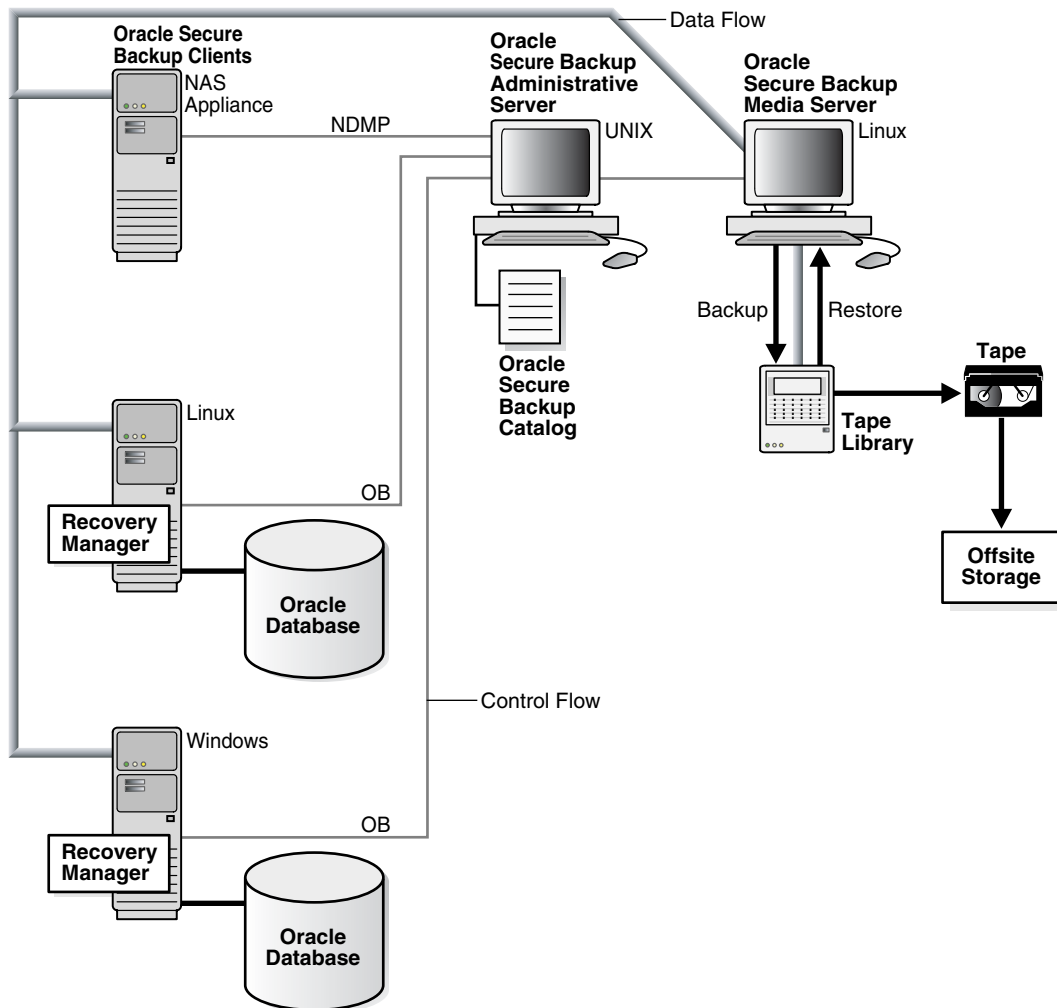 Data Flow
Oracle Secure
Backup Clients
NAS
Appliance
NDMP
Oracle
Secure Backup
Administrative
Server
UNIX
Oracle
Secure Backup
Media Server
Linux
Backup
Restore
Oracle
Secure
Backup
Catalog
Tape
Library
Tape
Offsite
Storage
Linux
OB
Recovery
Manager
Oracle
Database
Control Flow
Windows
OB
Recovery
Manager
Oracle
Database